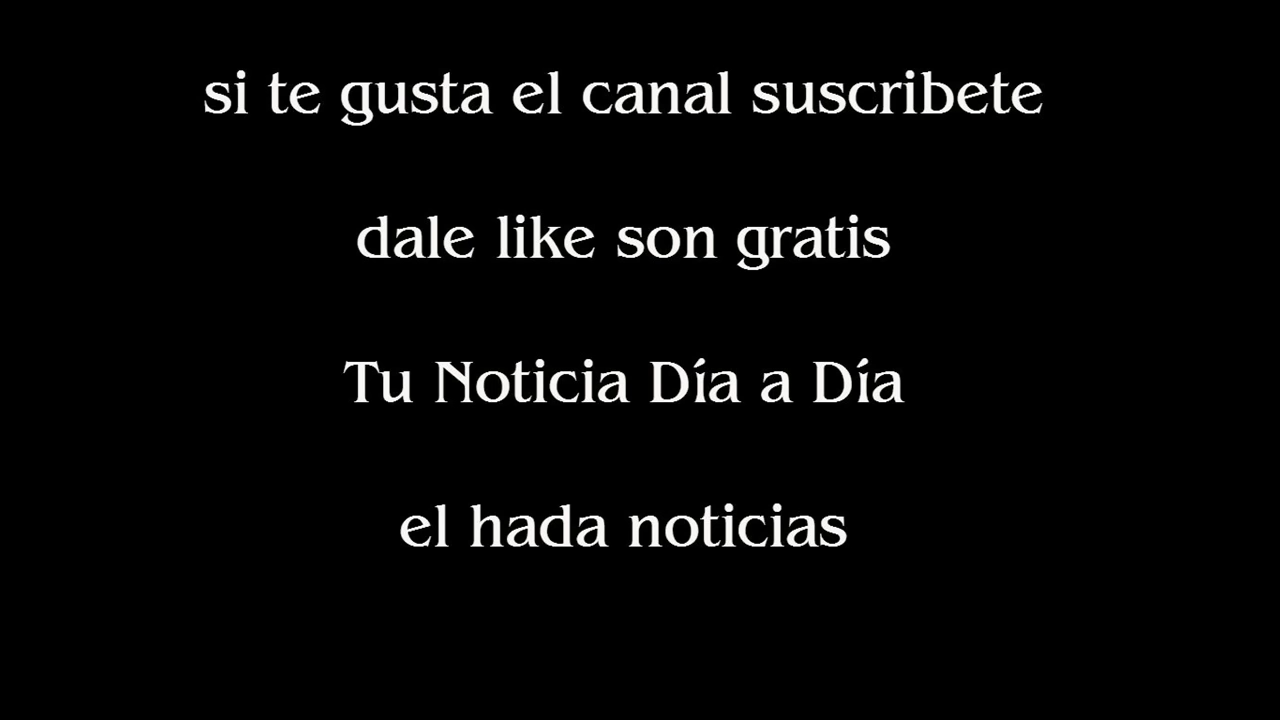 si te gusta el canal suscribete
dale like son gratis
Tu Noticia Día a Día
el hada noticias